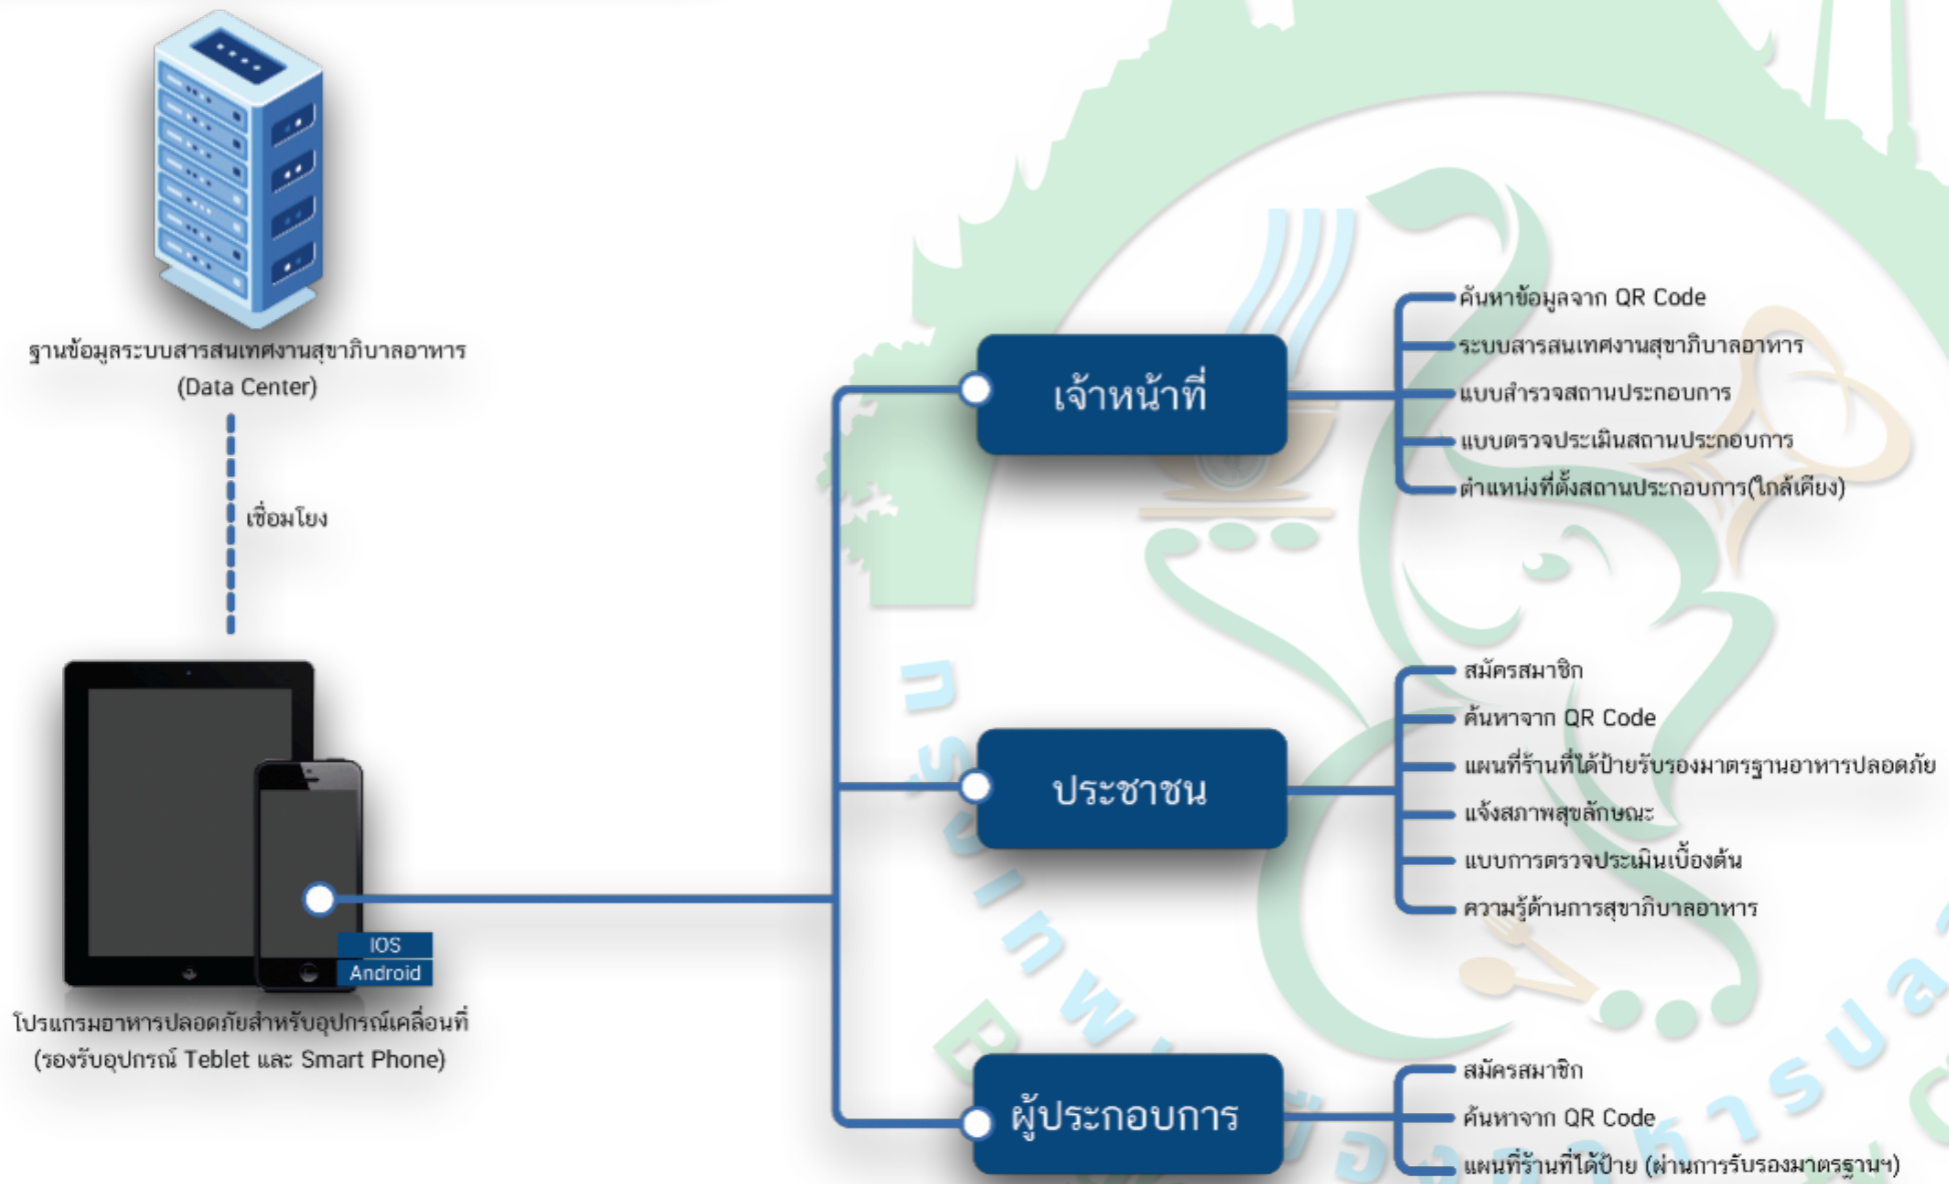 ฐานข้อมูลระบบสารสนเทศงานสุขาภิบาลอาหาร
(Data Center)
เชื่อมโยง
IOS
Android
โปรแกรมอาหารปลอดภัยสำหรับอุปกรณ์เคลื่อนที่
(รองรับอุปกรณ์ Teblet และ Smart Phone)
เจ้าหน้าที่
ค้นหาข้อมูลจาก QR Code
ระบบสารสนเทศงานสุขาภิบาลอาหาร
แบบสำรวจสถานประกอบการ
แบบตรวจประเมินสถานประกอบการ
ตำแหน่งที่ตั้งสถานประกอบการ(ใกล้เคียง)
ประชาชน
สมัครสมาชิก
ค้นหาจาก QR Code
แผนที่ร้านที่ได้ป้ายรับรองมาตรฐานอาหารปลอดภัย
แจ้งสภาพสุขลักษณะ
แบบการตรวจประเมินเบื้องต้น
ความรู้ด้านการสุขาภิบาลอาหาร
ผู้ประกอบการ
สมัครสมาชิก
ค้นหาจาก QR Code
แผนที่ร้านที่ได้ป้าย (ผ่านการรับรองมาตรฐานฯ)